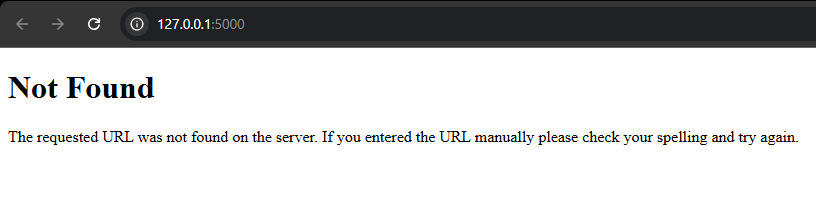 127.0.0.1:5000
Not Found
The requested URL was not found on the server. If you entered the URL manually please check your spelling and try again.